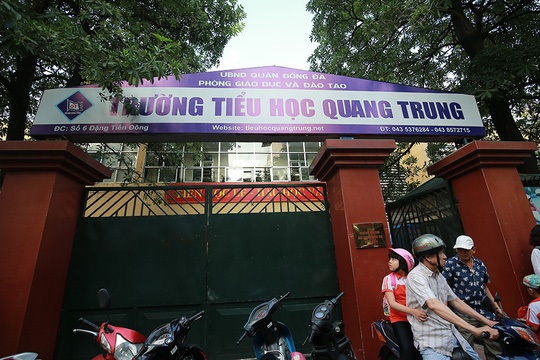 UBND QUẬN ĐỐNG ĐA
PHÒNG GIÁO DỤC VÀ ĐÀO TẠO
TRƯỜNG TIỂU HỌC QUANG TRUNG
ĐC: Số 6 Đặng Tiến Đông
Website: tieuhocquangtrung.net
ĐT: 043 5376284 - 043 8572715